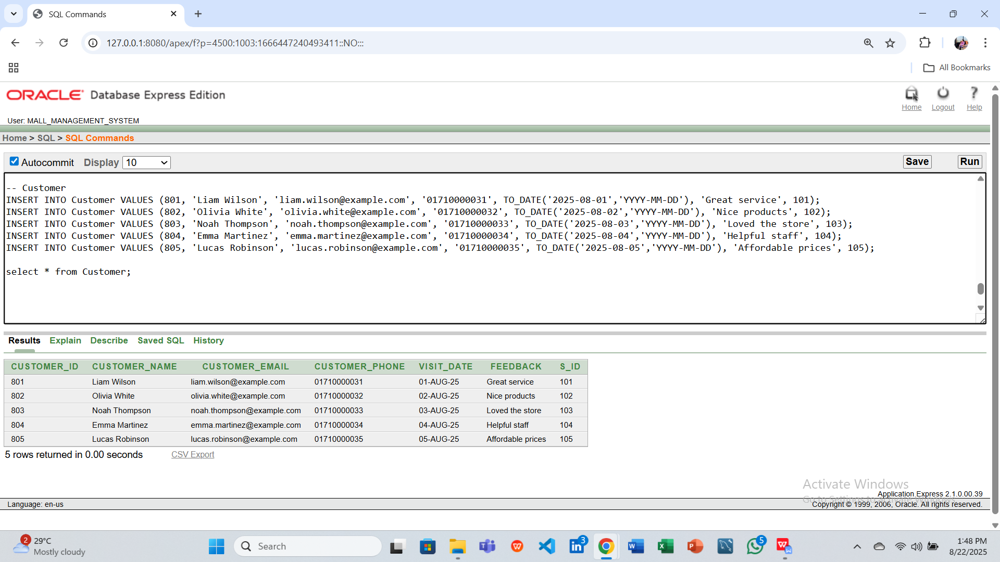 SQL Commands
127.0.0.1:8080/apex/f?p=4500:1003:1666447240493411::NO:::
All Bookmarks
ORACLE Database Express Edition
Home Logout Help
User: MALL_MANAGEMENT_SYSTEM
Home > SQL > SQL Commands
Autocommit Display 10 Save Run
-- Customer
INSERT INTO Customer VALUES (801, 'Liam Wilson', 'liam.wilson@example.com', '01710000031', TO_DATE('2025-08-01','YYYY-MM-DD'), 'Great service', 101);
INSERT INTO Customer VALUES (802, 'Olivia White', 'olivia.white@example.com', '01710000032', TO_DATE('2025-08-02','YYYY-MM-DD'), 'Nice products', 102);
INSERT INTO Customer VALUES (803, 'Noah Thompson', 'noah.thompson@example.com', '01710000033', TO_DATE('2025-08-03','YYYY-MM-DD'), 'Loved the store', 103);
INSERT INTO Customer VALUES (804, 'Emma Martinez', 'emma.martinez@example.com', '01710000034', TO_DATE('2025-08-04','YYYY-MM-DD'), 'Helpful staff', 104);
INSERT INTO Customer VALUES (805, 'Lucas Robinson', 'lucas.robinson@example.com', '01710000035', TO_DATE('2025-08-05','YYYY-MM-DD'), 'Affordable prices', 105);
select * from Customer;
Results Explain Describe Saved SQL History
CUSTOMER_ID CUSTOMER_NAME CUSTOMER_EMAIL CUSTOMER_PHONE VISIT_DATE FEEDBACK S_ID
801 Liam Wilson liam.wilson@example.com 01710000031 01-AUG-25 Great service 101
802 Olivia White olivia.white@example.com 01710000032 02-AUG-25 Nice products 102
803 Noah Thompson noah.thompson@example.com 01710000033 03-AUG-25 Loved the store 103
804 Emma Martinez emma.martinez@example.com 01710000034 04-AUG-25 Helpful staff 104
805 Lucas Robinson lucas.robinson@example.com 01710000035 05-AUG-25 Affordable prices 105
5 rows returned in 0.00 seconds CSV Export
Activate Windows
Go to Settings to activate Windows.
Application Express 2.1.0.00.39
Language: en-us Copyright © 1999, 2006, Oracle. All rights reserved.
2 29°C
Mostly cloudy
Search
3
5
1:48 PM
8/22/2025